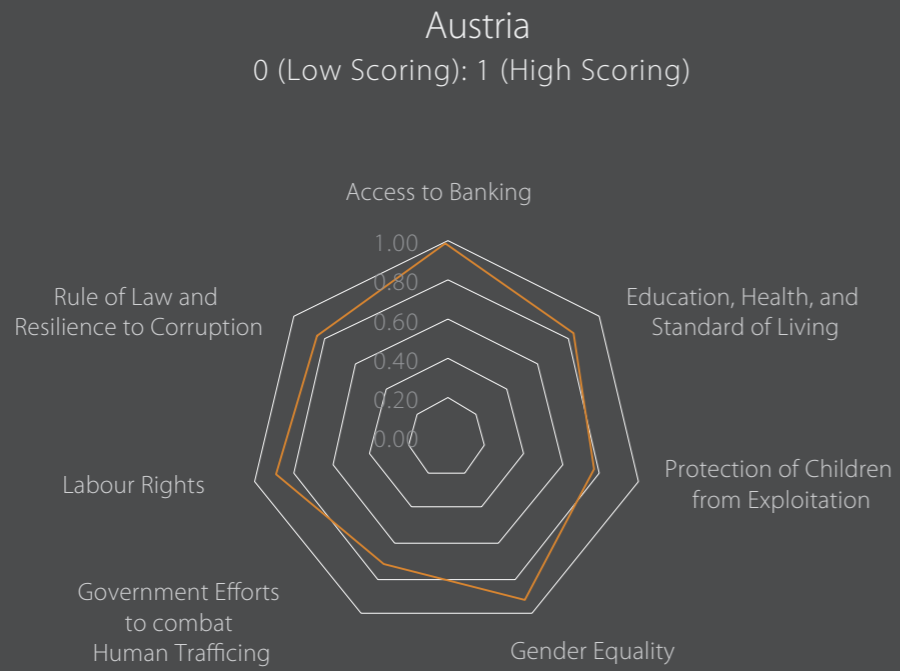 Austria
0 (Low Scoring): 1 (High Scoring)
Access to Banking
1.00
0.80
0.60
0.40
0.20
0.00
Education, Health, and
Standard of Living
Protection of Children
from Exploitation
Gender Equality
Government Efforts
to combat
Human Trafficing
Labour Rights
Rule of Law and
Resilience to Corruption